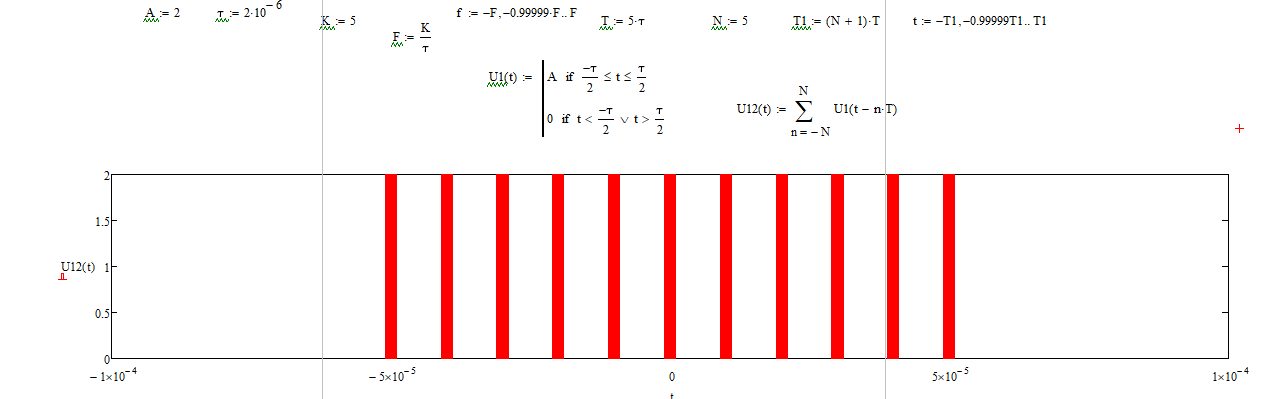 A := 2 τ := 2·10^−6 K := 5 F := K/τ f := −F,−0.99999·F.. F T := 5·τ N := 5 T1 := (N + 1)·T t := −T1,−0.99999T1.. T1
U1(t) := | A if −τ/2 ≤ t ≤ τ/2
0 if t < −τ/2 ∨ t > τ/2
U12(t) := ∑ n = − N N U1(t − n·T)
2
1.5
U12(t) 1
0.5
0
− 1×10^−4 − 5×10^−5 0 5×10^−5 1×10^−4
t